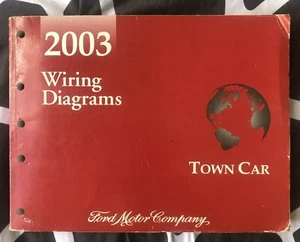 2003
Wiring
Diagrams
TOWN CAR
Ford Motor Company